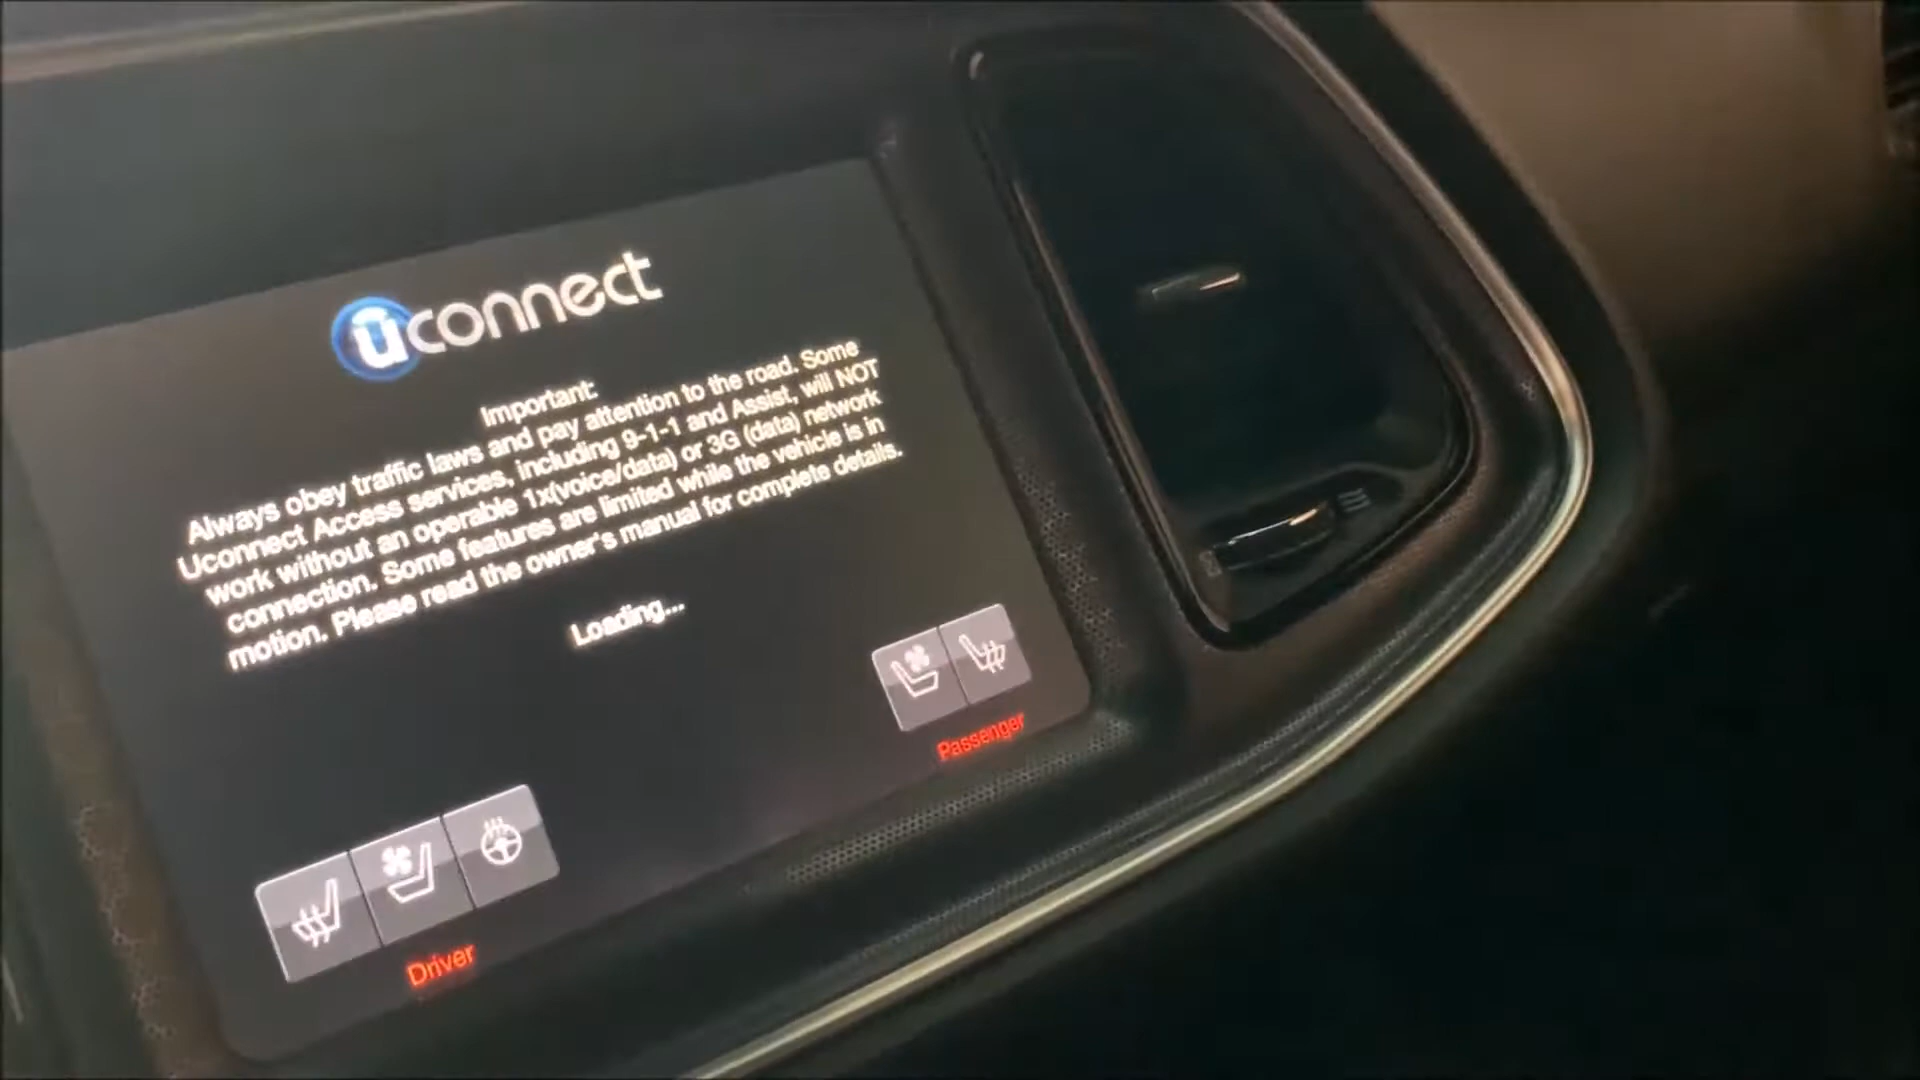 uconnect
Important:
Always obey traffic laws and pay attention to the road. Some
Uconnect Access services, including 9-1-1 and Assist, will NOT
work without an operable 1x(voice/data) or 3G (data) network
connection. Some features are limited while the vehicle is in
motion. Please read the owner's manual for complete details.
Loading...
Passenger
Driver